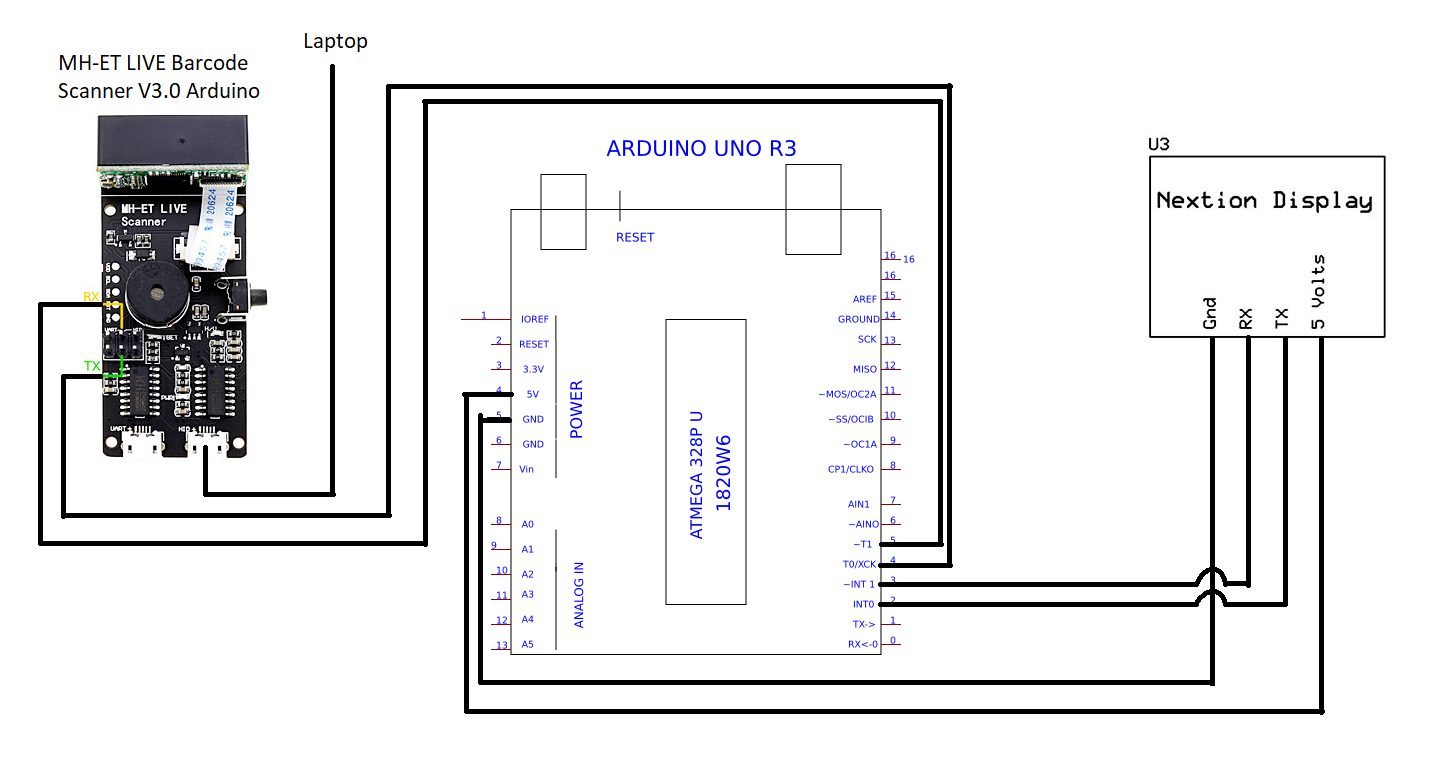 Laptop
MH-ET LIVE Barcode
Scanner V3.0 Arduino
MH-ET LIVE
Scanner
20624
20624
RX
TX
UART
HID
ARDUINO UNO R3
RESET
1 IOREF
2 RESET
3 3.3V
4 5V
5 GND
6 GND
7 Vin
POWER
8 A0
9 A1
10 A2
11 A3
12 A4
13 A5
ANALOG IN
ATMEGA 328P U
1820W6
16 16
16
AREF 15
GROUND 14
SCK 13
MISO 12
~MOS/OC2A 11
~SS/OCIB 10
~OC1A 9
CP1/CLKO 8
AIN1 7
~AINO 6
~T1 5
T0/XCK 4
~INT 1 3
INT0 2
TX-> 1
RX<-0 0
U3
Nextion Display
Gnd
RX
TX
5 Volts